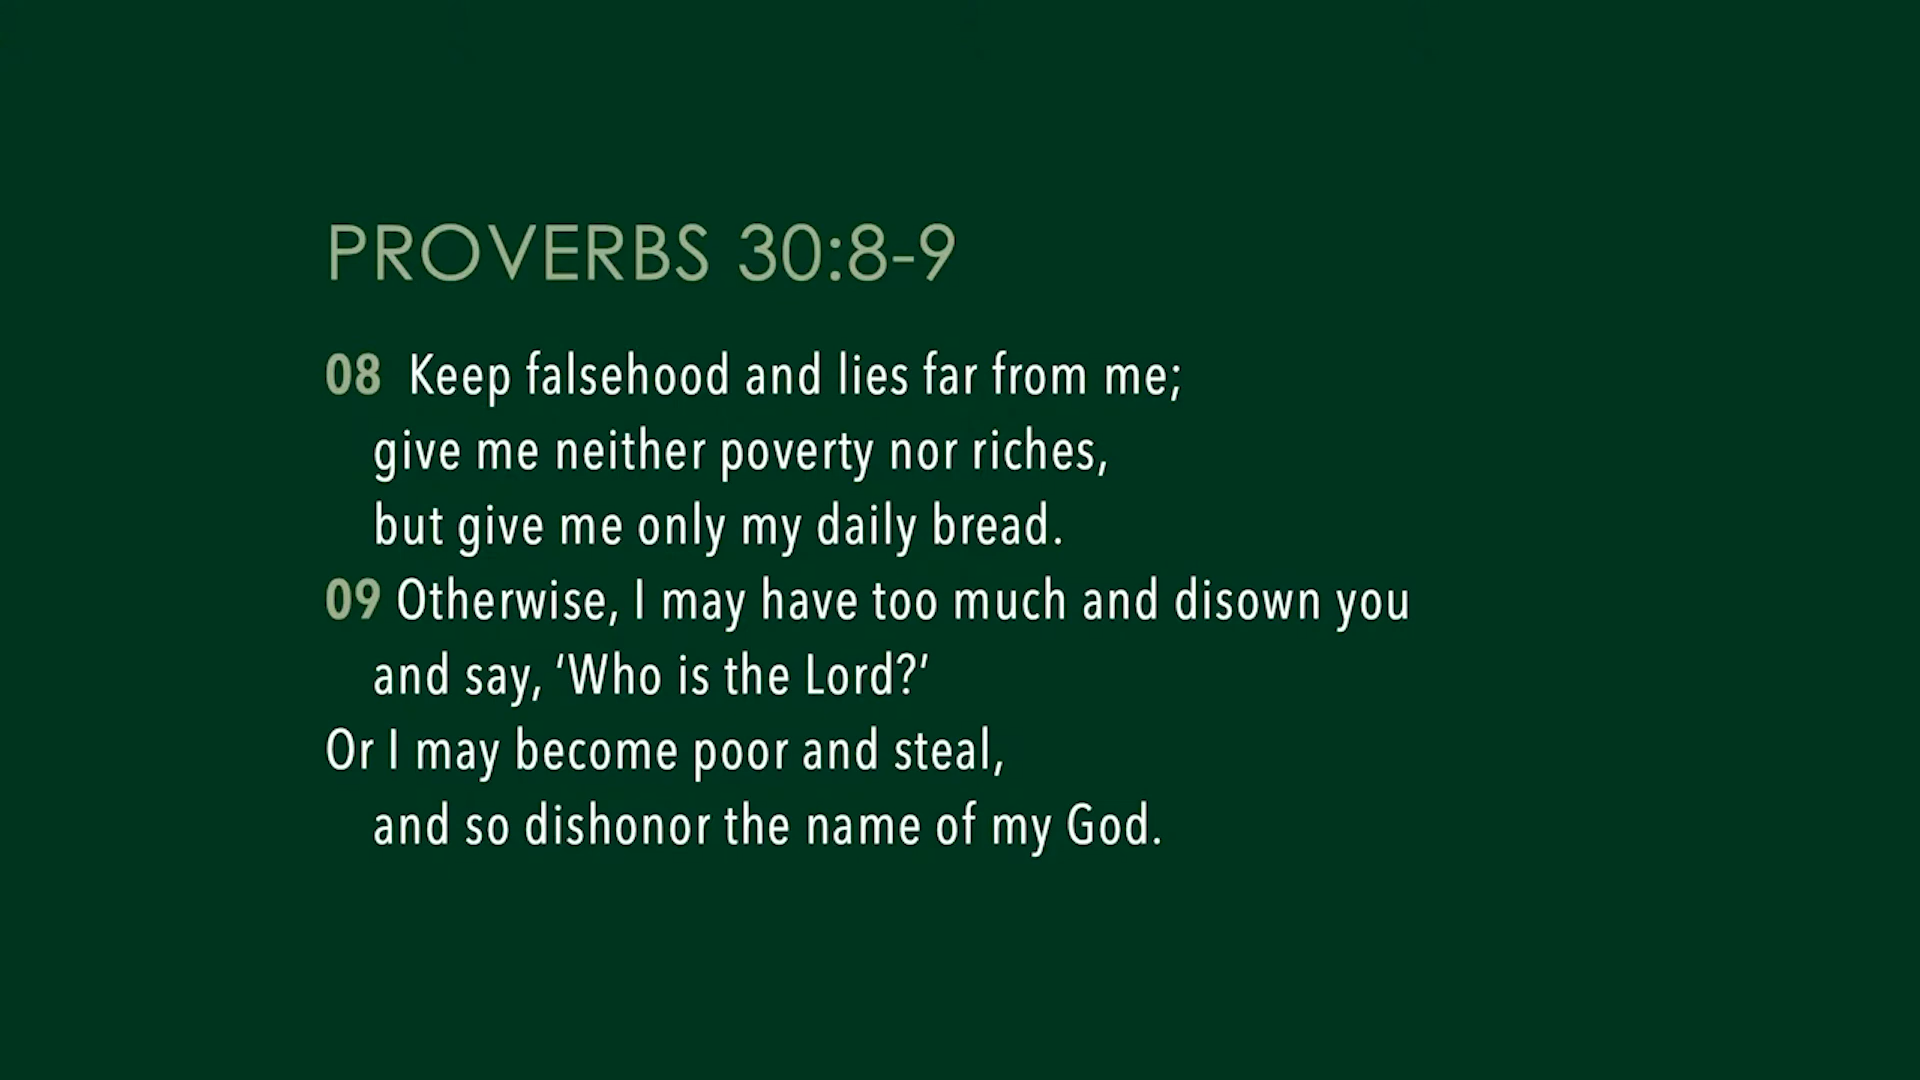 PROVERBS 30:8-9
08 Keep falsehood and lies far from me;
give me neither poverty nor riches,
but give me only my daily bread.
09 Otherwise, I may have too much and disown you
and say, ‘Who is the Lord?’
Or I may become poor and steal,
and so dishonor the name of my God.